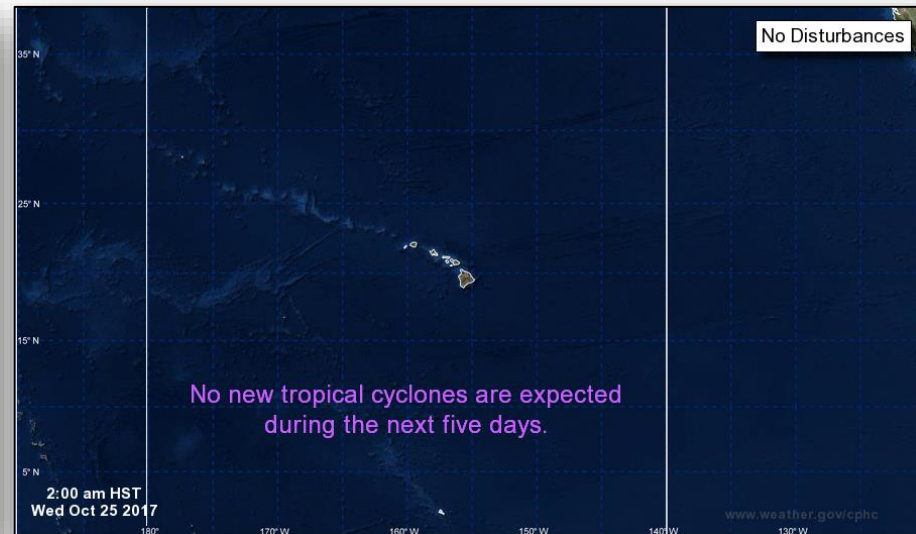 No Disturbances
35° N
25° N
15° N
No new tropical cyclones are expected
during the next five days.
5° N
2:00 am HST
Wed Oct 25 2017
www.weather.gov/cphc
180°
170° W
160° W
150° W
140° W
130° W